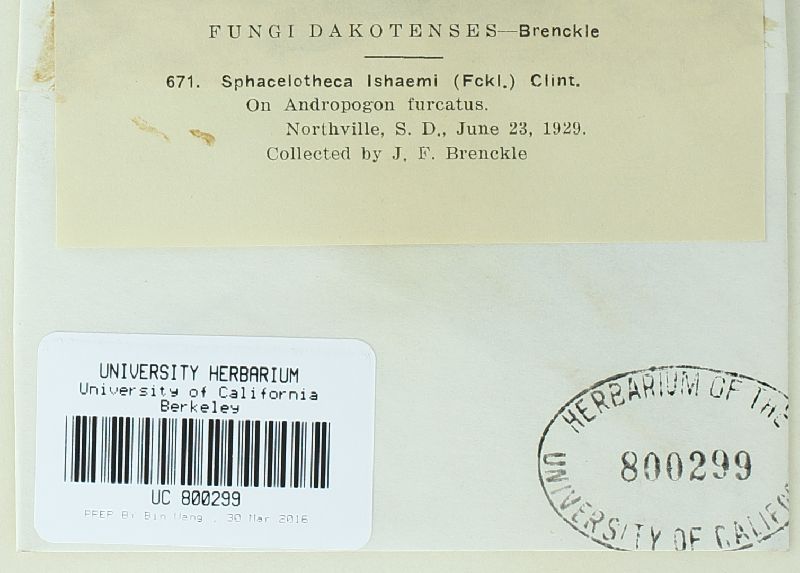 FUNGI DAKOTENSES—Brenckle
671. Sphacelotheca Ishaemi (Fckl.) Clint.
On Andropogon furcatus.
Northville, S. D., June 23, 1929.
Collected by J. F. Brenckle
UNIVERSITY HERBARIUM
University of California
Berkeley
UC 800299
PREP By Bin Wang , 30 Mar 2016
HERBARIUM OF THE
800299
UNIVERSITY OF CALIF